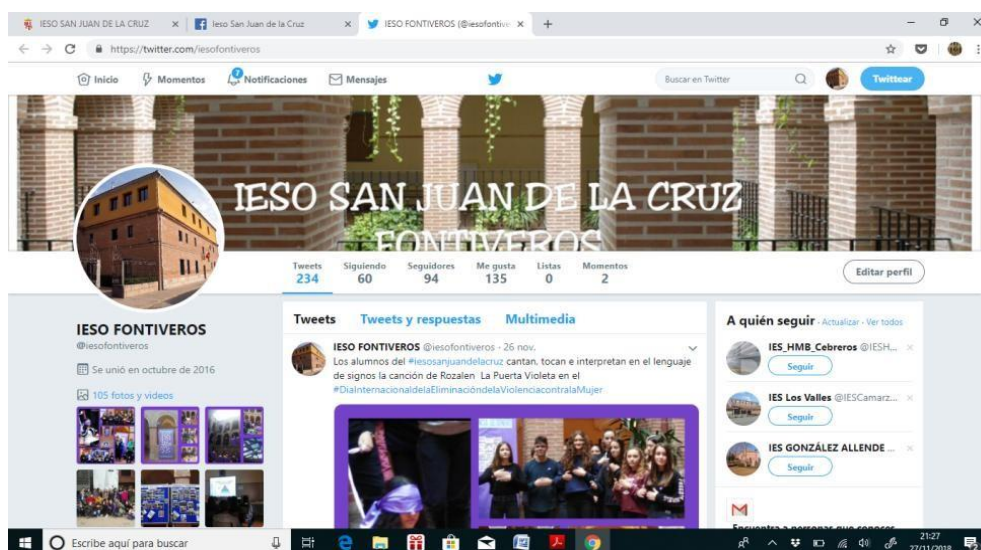 IESO SAN JUAN DE LA CRUZ
Ieso San Juan de la Cruz
IESO FONTIVEROS (@iesofontive
https://twitter.com/iesofontiveros
Inicio
Momentos
2
Notificaciones
Mensajes
Buscar en Twitter
Twittear
IESO SAN JUAN DE LA CRUZ
FONTIVEROS
Tweets
234
Siguiendo
60
Seguidores
94
Me gusta
135
Listas
0
Momentos
2
Editar perfil
IESO FONTIVEROS
@iesofontiveros
Se unió en octubre de 2016
105 fotos y videos
Tweets Tweets y respuestas Multimedia
IESO FONTIVEROS @iesofontiveros - 26 nov.
Los alumnos del #iesosanjuandelacruz cantan, tocan e interpretan en el lenguaje
de signos la canción de Rozalen La Puerta Violeta en el
#DiaInternacionaldelaEliminacióndelaViolenciacontralaMujer
A quién seguir · Actualizar · Ver todos
IES_HMB_Cebreros @IESH...
Seguir
IES Los Valles @IESCamarz...
Seguir
IES GONZÁLEZ ALLENDE ...
Seguir
Encuentra a personas que conoces
Escribe aquí para buscar
21:27
27/11/2018